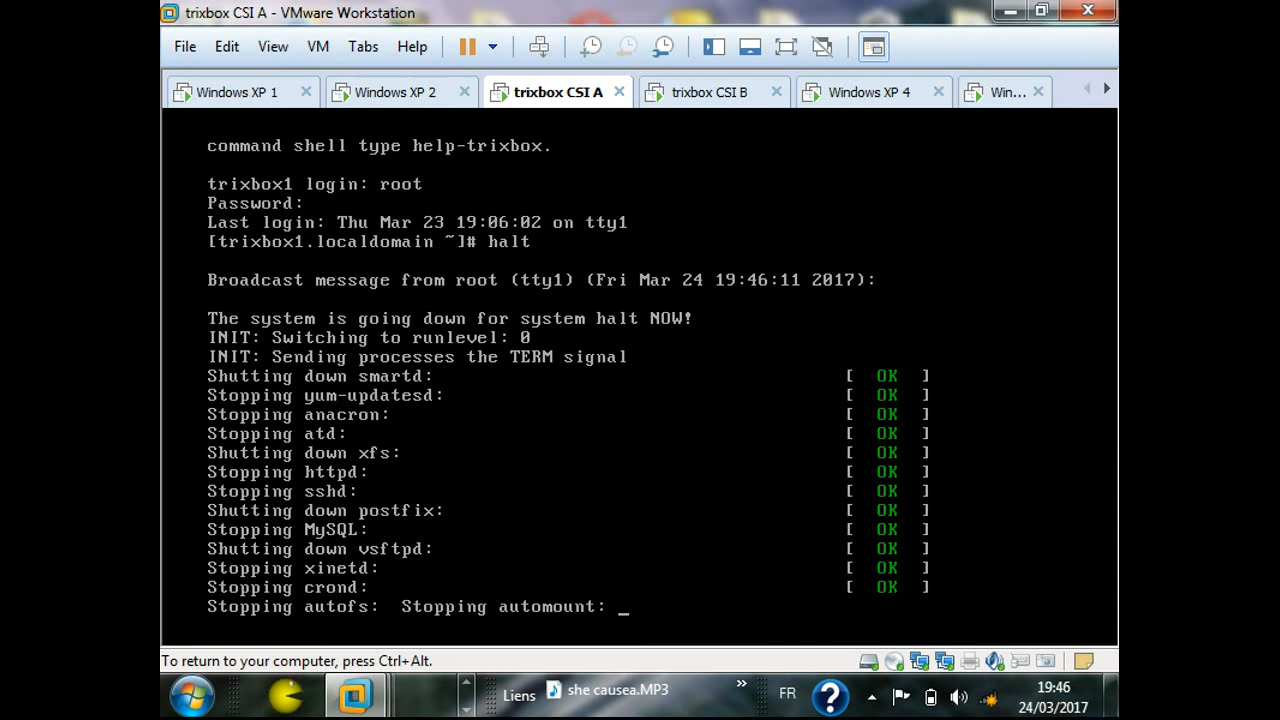 trixbox CSI A - VMware Workstation
File Edit View VM Tabs Help
Windows XP 1 Windows XP 2 trixbox CSI A trixbox CSI B Windows XP 4 Win...
command shell type help-trixbox.
trixbox1 login: root
Password:
Last login: Thu Mar 23 19:06:02 on tty1
[trixbox1.localdomain ~]# halt
Broadcast message from root (tty1) (Fri Mar 24 19:46:11 2017):
The system is going down for system halt NOW!
INIT: Switching to runlevel: 0
INIT: Sending processes the TERM signal
Shutting down smartd: [ OK ]
Stopping yum-updatesd: [ OK ]
Stopping anacron: [ OK ]
Stopping atd: [ OK ]
Shutting down xfs: [ OK ]
Stopping httpd: [ OK ]
Stopping sshd: [ OK ]
Shutting down postfix: [ OK ]
Stopping MySQL: [ OK ]
Shutting down vsftpd: [ OK ]
Stopping xinetd: [ OK ]
Stopping crond: [ OK ]
Stopping autofs: Stopping automount: _
To return to your computer, press Ctrl+Alt.
Liens she causea.MP3 » FR 19:46
24/03/2017